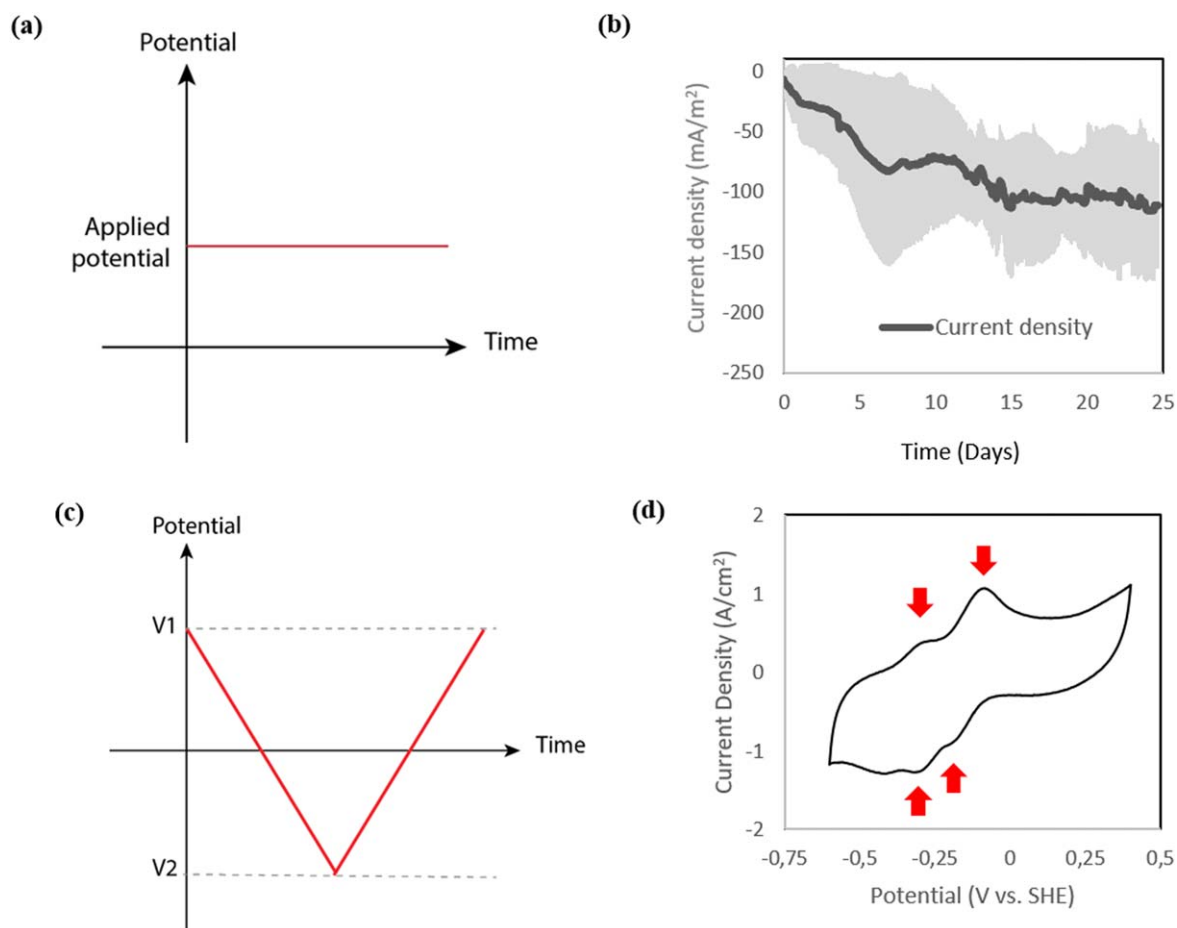 (a)
Potential
Applied
potential
Time
(b)
0
-50
-100
-150
-200
-250
Current density (mA/m²)
Current density
0 5 10 15 20 25
Time (Days)
(c)
Potential
V1
Time
V2
(d)
2
1
0
-1
-2
Current Density (A/cm²)
-0,75 -0,5 -0,25 0 0,25 0,5
Potential (V vs. SHE)